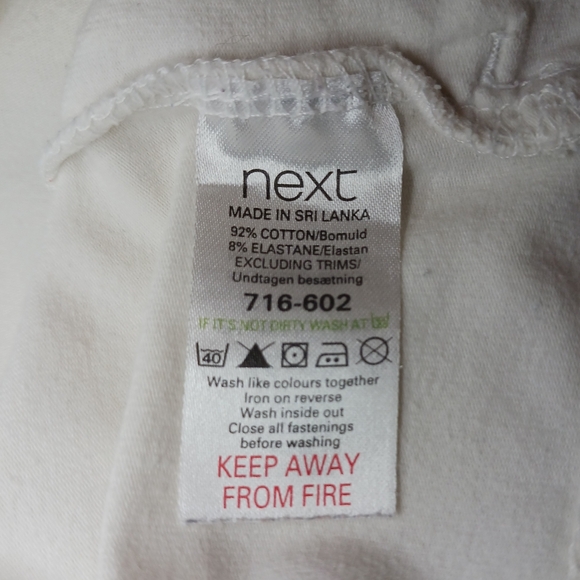 next
MADE IN SRI LANKA
92% COTTON/Bomuld
8% ELASTANE/Elastan
EXCLUDING TRIMS/
Undtagen besætning
716-602
IF IT'S NOT DIRTY WASH AT 30
40
Wash like colours together
Iron on reverse
Wash inside out
Close all fastenings
before washing
KEEP AWAY
FROM FIRE